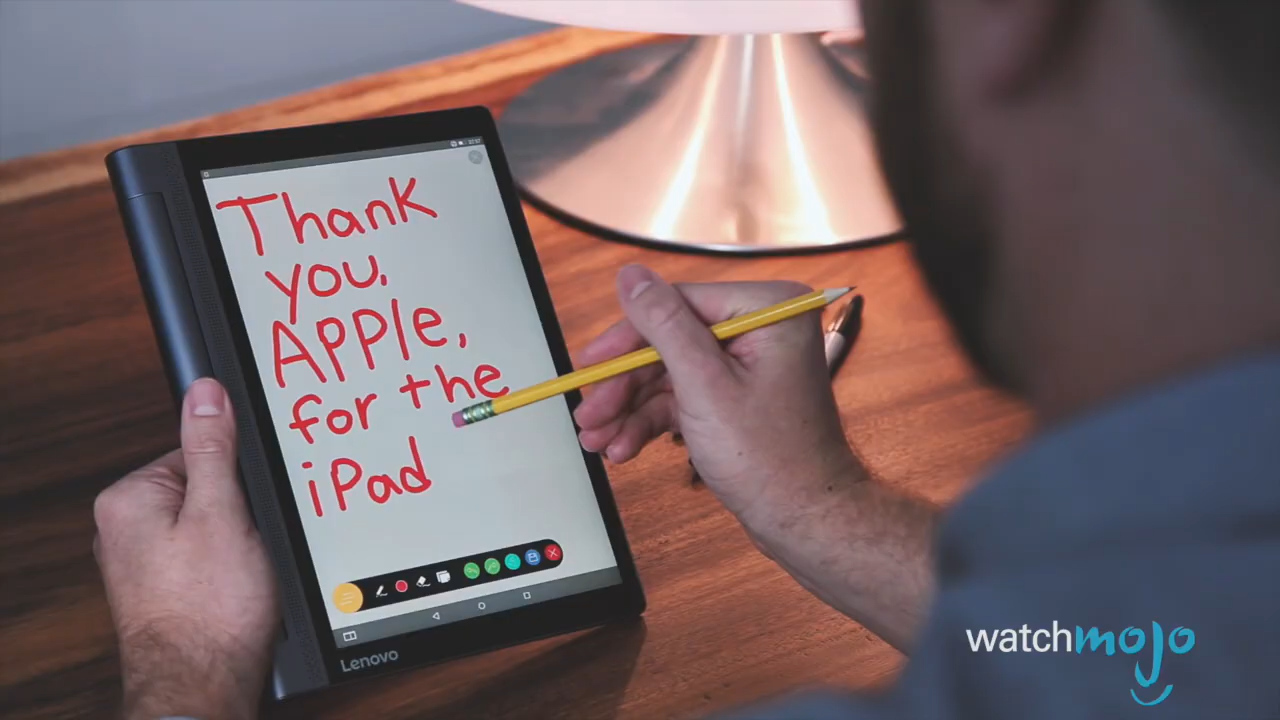 Thank
you,
APPle,
for the
iPad
Lenovo
watchmojo